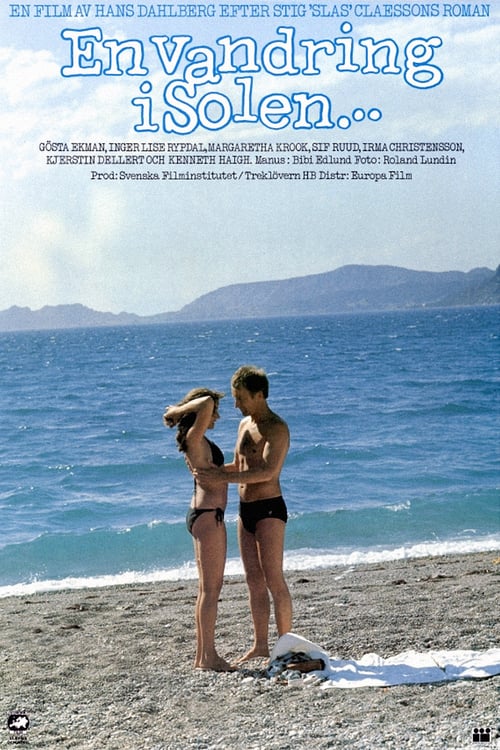 EN FILM AV HANS DAHLBERG EFTER STIG 'SLAS' CLAESSONS ROMAN
En vandring
i Solen...
GÖSTA EKMAN, INGER LISE RYPDAL, MARGARETHA KROOK, SIF RUUD, IRMA CHRISTENSSON,
KJERSTIN DELLERT OCH KENNETH HAIGH. Manus: Bibi Edlund Foto: Roland Lundin
Prod: Svenska Filminstitutet / Treklövern HB Distr: Europa Film